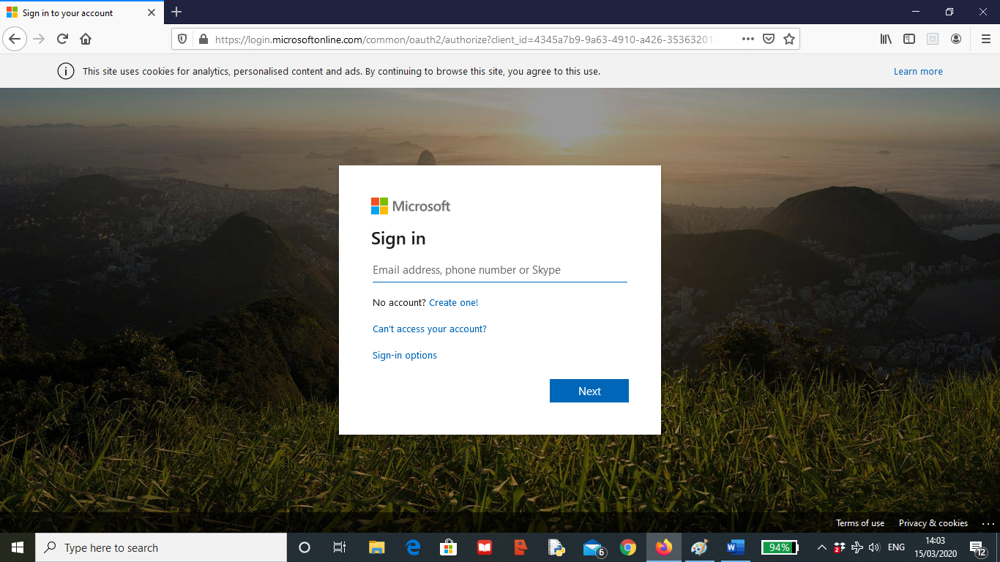 Sign in to your account
https://login.microsoftonline.com/common/oauth2/authorize?client_id=4345a7b9-9a63-4910-a426-35363201
This site uses cookies for analytics, personalised content and ads. By continuing to browse this site, you agree to this use.
Learn more
Microsoft
Sign in
Email address, phone number or Skype
No account? Create one!
Can't access your account?
Sign-in options
Next
Terms of use
Privacy & cookies
Type here to search
6
94%
2
ENG
14:03
15/03/2020
12